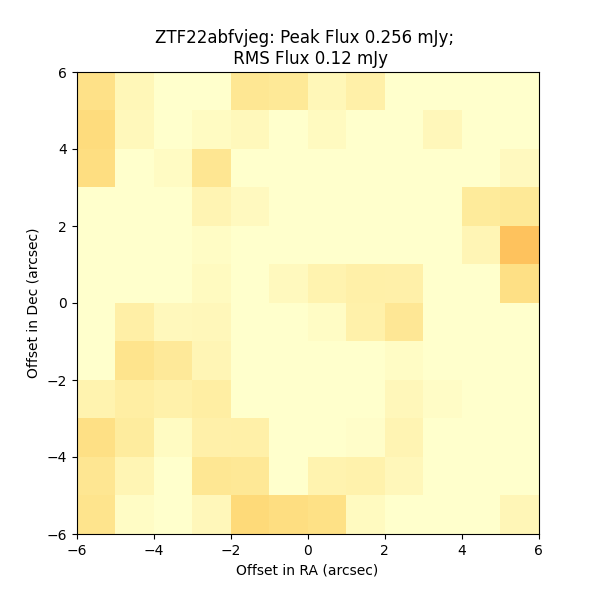 ZTF22abfvjeg: Peak Flux 0.256 mJy;
RMS Flux 0.12 mJy
6
4
2
0
−2
−4
−6
Offset in Dec (arcsec)
−6 −4 −2 0 2 4 6
Offset in RA (arcsec)